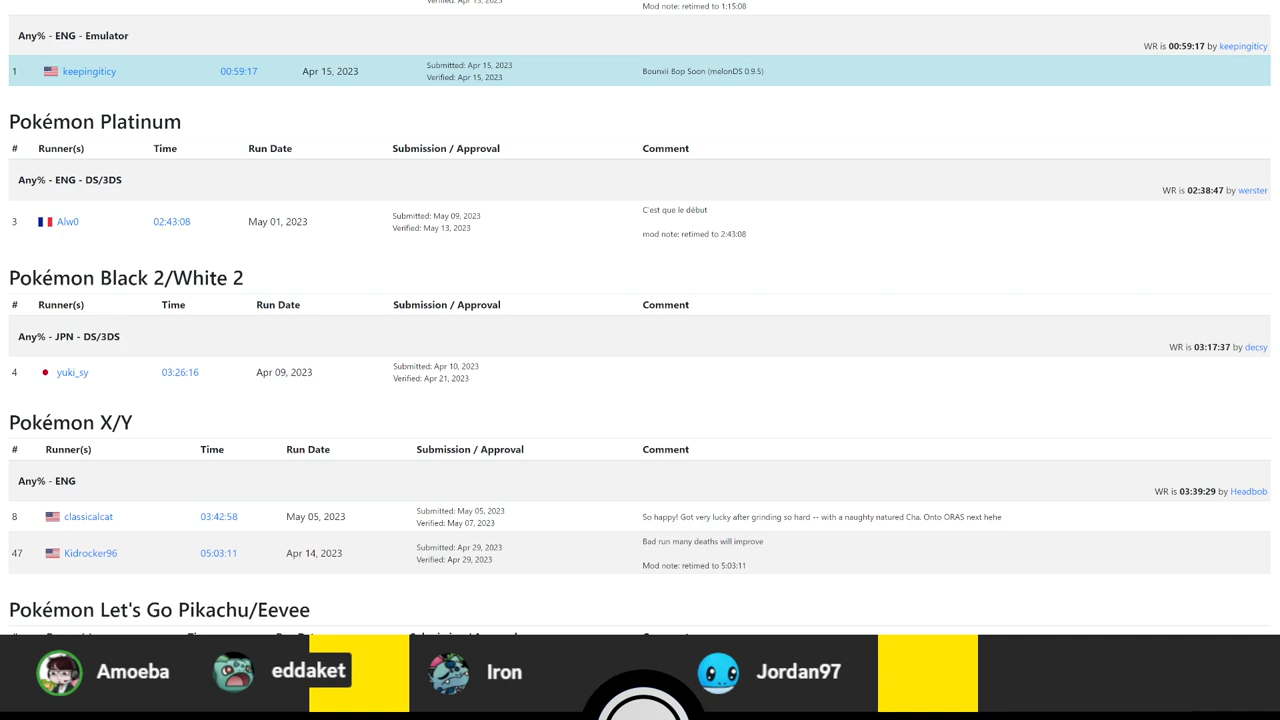 Mod note: retimed to 1:15:08
Any% - ENG - Emulator
WR is 00:59:17 by keepingiticy
1 keepingiticy 00:59:17 Apr 15, 2023 Submitted: Apr 15, 2023 Bounxii Bop Soon (melonDS 0.9.5)
Verified: Apr 15, 2023
Pokémon Platinum
# Runner(s) Time Run Date Submission / Approval Comment
Any% - ENG - DS/3DS
WR is 02:38:47 by werster
3 Alw0 02:43:08 May 01, 2023 Submitted: May 09, 2023 C'est que le début
Verified: May 13, 2023
mod note: retimed to 2:43:08
Pokémon Black 2/White 2
# Runner(s) Time Run Date Submission / Approval Comment
Any% - JPN - DS/3DS
WR is 03:17:37 by decsy
4 yuki_sy 03:26:16 Apr 09, 2023 Submitted: Apr 10, 2023
Verified: Apr 21, 2023
Pokémon X/Y
# Runner(s) Time Run Date Submission / Approval Comment
Any% - ENG
WR is 03:39:29 by Headbob
8 classicalcat 03:42:58 May 05, 2023 Submitted: May 05, 2023 So happy! Got very lucky after grinding so hard -- with a naughty natured Cha. Onto ORAS next hehe
Verified: May 07, 2023
47 Kidrocker96 05:03:11 Apr 14, 2023 Submitted: Apr 29, 2023 Bad run many deaths will improve
Verified: Apr 29, 2023
Mod note: retimed to 5:03:11
Pokémon Let's Go Pikachu/Eevee
Amoeba eddaket Iron Jordan97